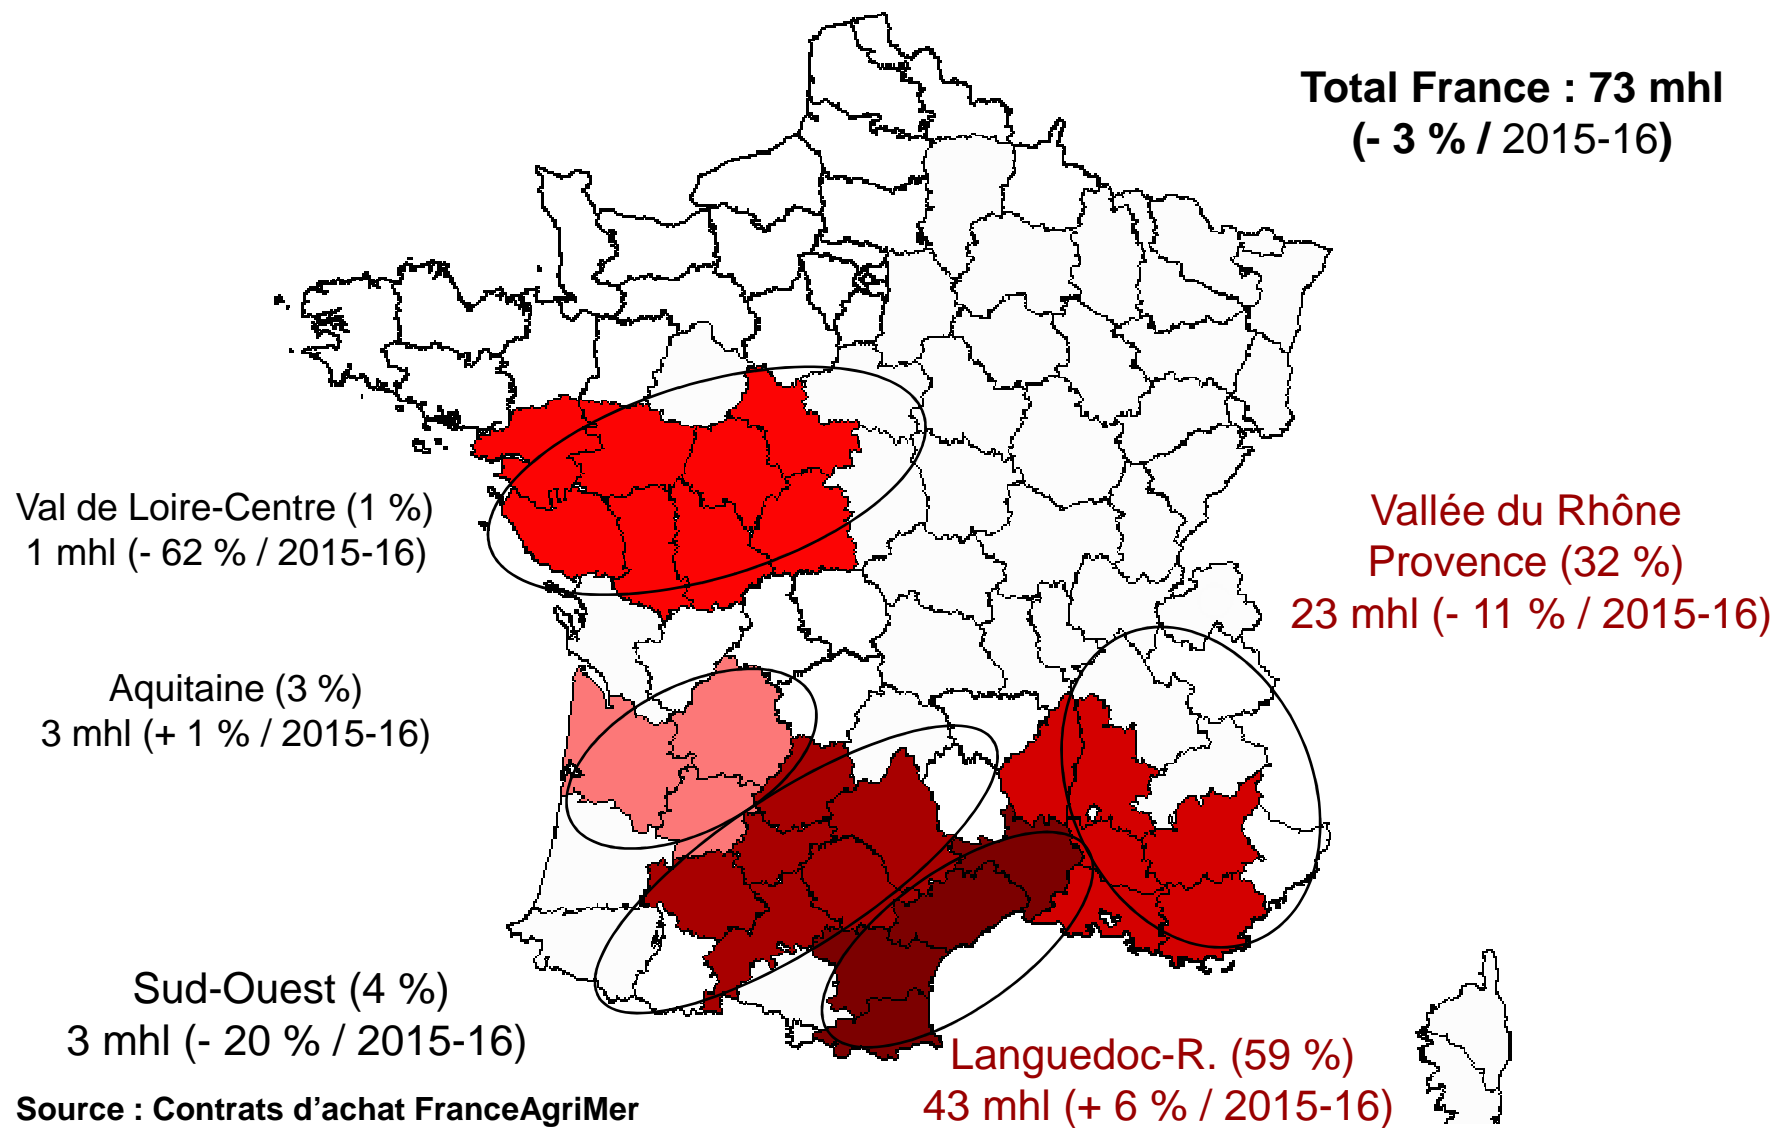 Total France : 73 mhl
(- 3 % / 2015-16)
Val de Loire-Centre (1 %)
1 mhl (- 62 % / 2015-16)
Vallée du Rhône
Provence (32 %)
23 mhl (- 11 % / 2015-16)
Aquitaine (3 %)
3 mhl (+ 1 % / 2015-16)
Sud-Ouest (4 %)
3 mhl (- 20 % / 2015-16)
Languedoc-R. (59 %)
43 mhl (+ 6 % / 2015-16)
Source : Contrats d’achat FranceAgriMer